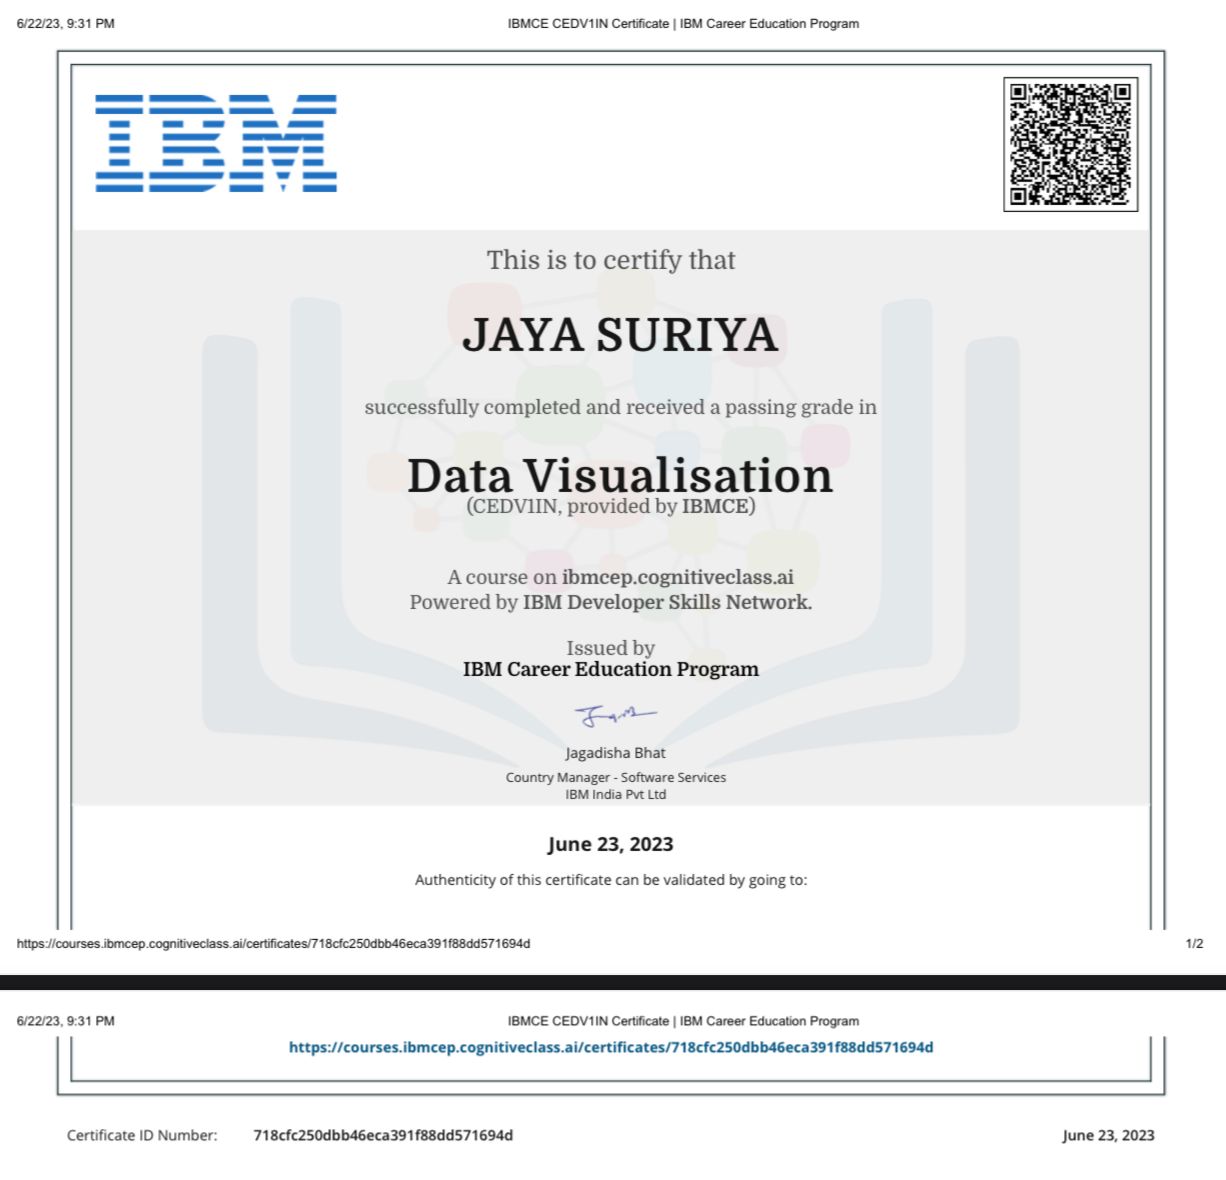 6/22/23, 9:31 PM
IBMCE CEDV1IN Certificate | IBM Career Education Program
IBM
This is to certify that
JAYA SURIYA
successfully completed and received a passing grade in
Data Visualisation
(CEDV1IN, provided by IBMCE)
A course on ibmcep.cognitiveclass.ai
Powered by IBM Developer Skills Network.
Issued by
IBM Career Education Program
Jagadisha Bhat
Country Manager - Software Services
IBM India Pvt Ltd
June 23, 2023
Authenticity of this certificate can be validated by going to:
https://courses.ibmcep.cognitiveclass.ai/certificates/718cfc250dbb46eca391f88dd571694d
1/2
6/22/23, 9:31 PM
IBMCE CEDV1IN Certificate | IBM Career Education Program
https://courses.ibmcep.cognitiveclass.ai/certificates/718cfc250dbb46eca391f88dd571694d
Certificate ID Number: 718cfc250dbb46eca391f88dd571694d
June 23, 2023